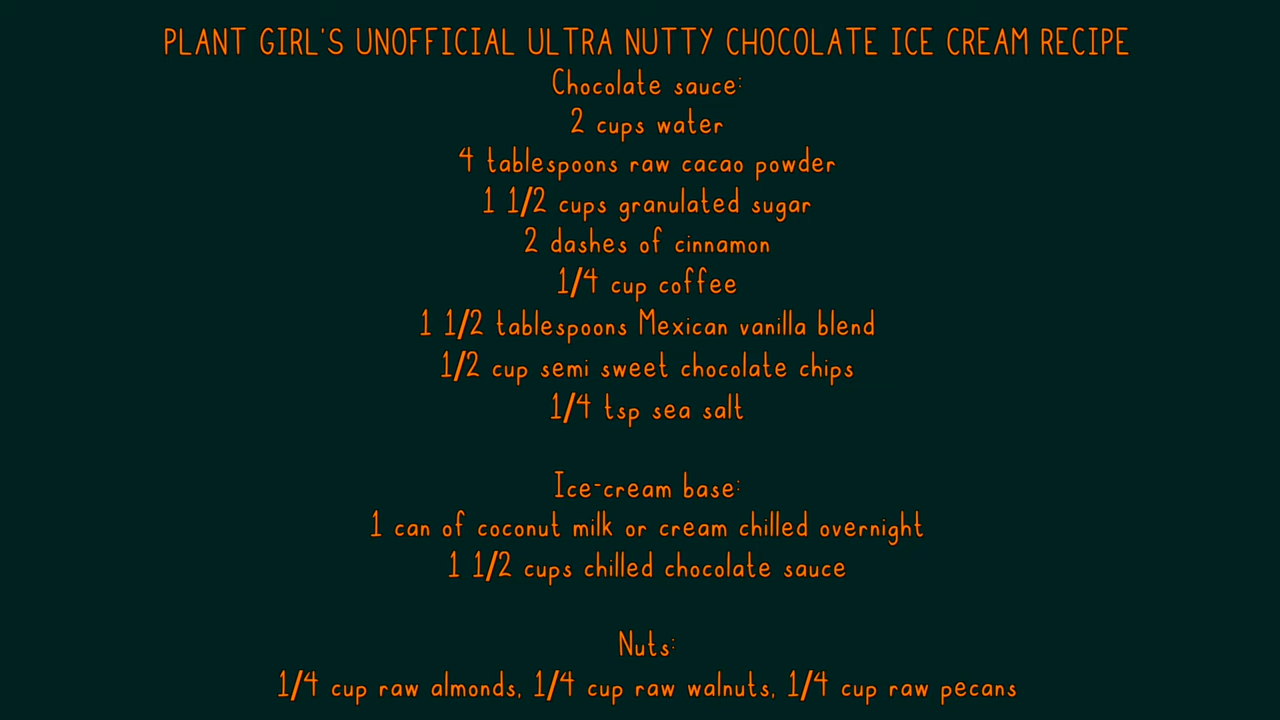 PLANT GIRL'S UNOFFICIAL ULTRA NUTTY CHOCOLATE ICE CREAM RECIPE
Chocolate sauce:
2 cups water
4 tablespoons raw cacao powder
1 1/2 cups granulated sugar
2 dashes of cinnamon
1/4 cup coffee
1 1/2 tablespoons Mexican vanilla blend
1/2 cup semi sweet chocolate chips
1/4 tsp sea salt
Ice-cream base:
1 can of coconut milk or cream chilled overnight
1 1/2 cups chilled chocolate sauce
Nuts:
1/4 cup raw almonds, 1/4 cup raw walnuts, 1/4 cup raw pecans